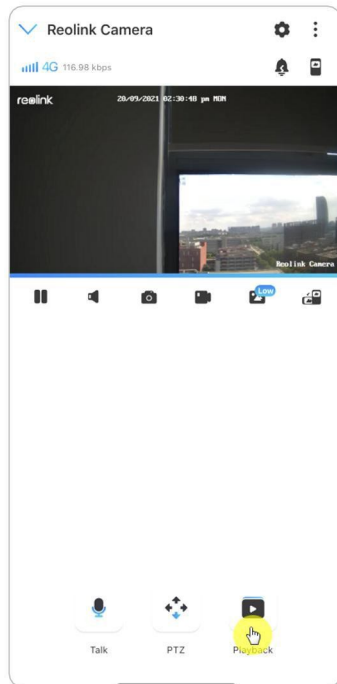 Reolink Camera
4G 116.98 kbps
reolink
20/09/2021 02:30:48 pm MON
Reolink Camera
Low
Talk
PTZ
Playback